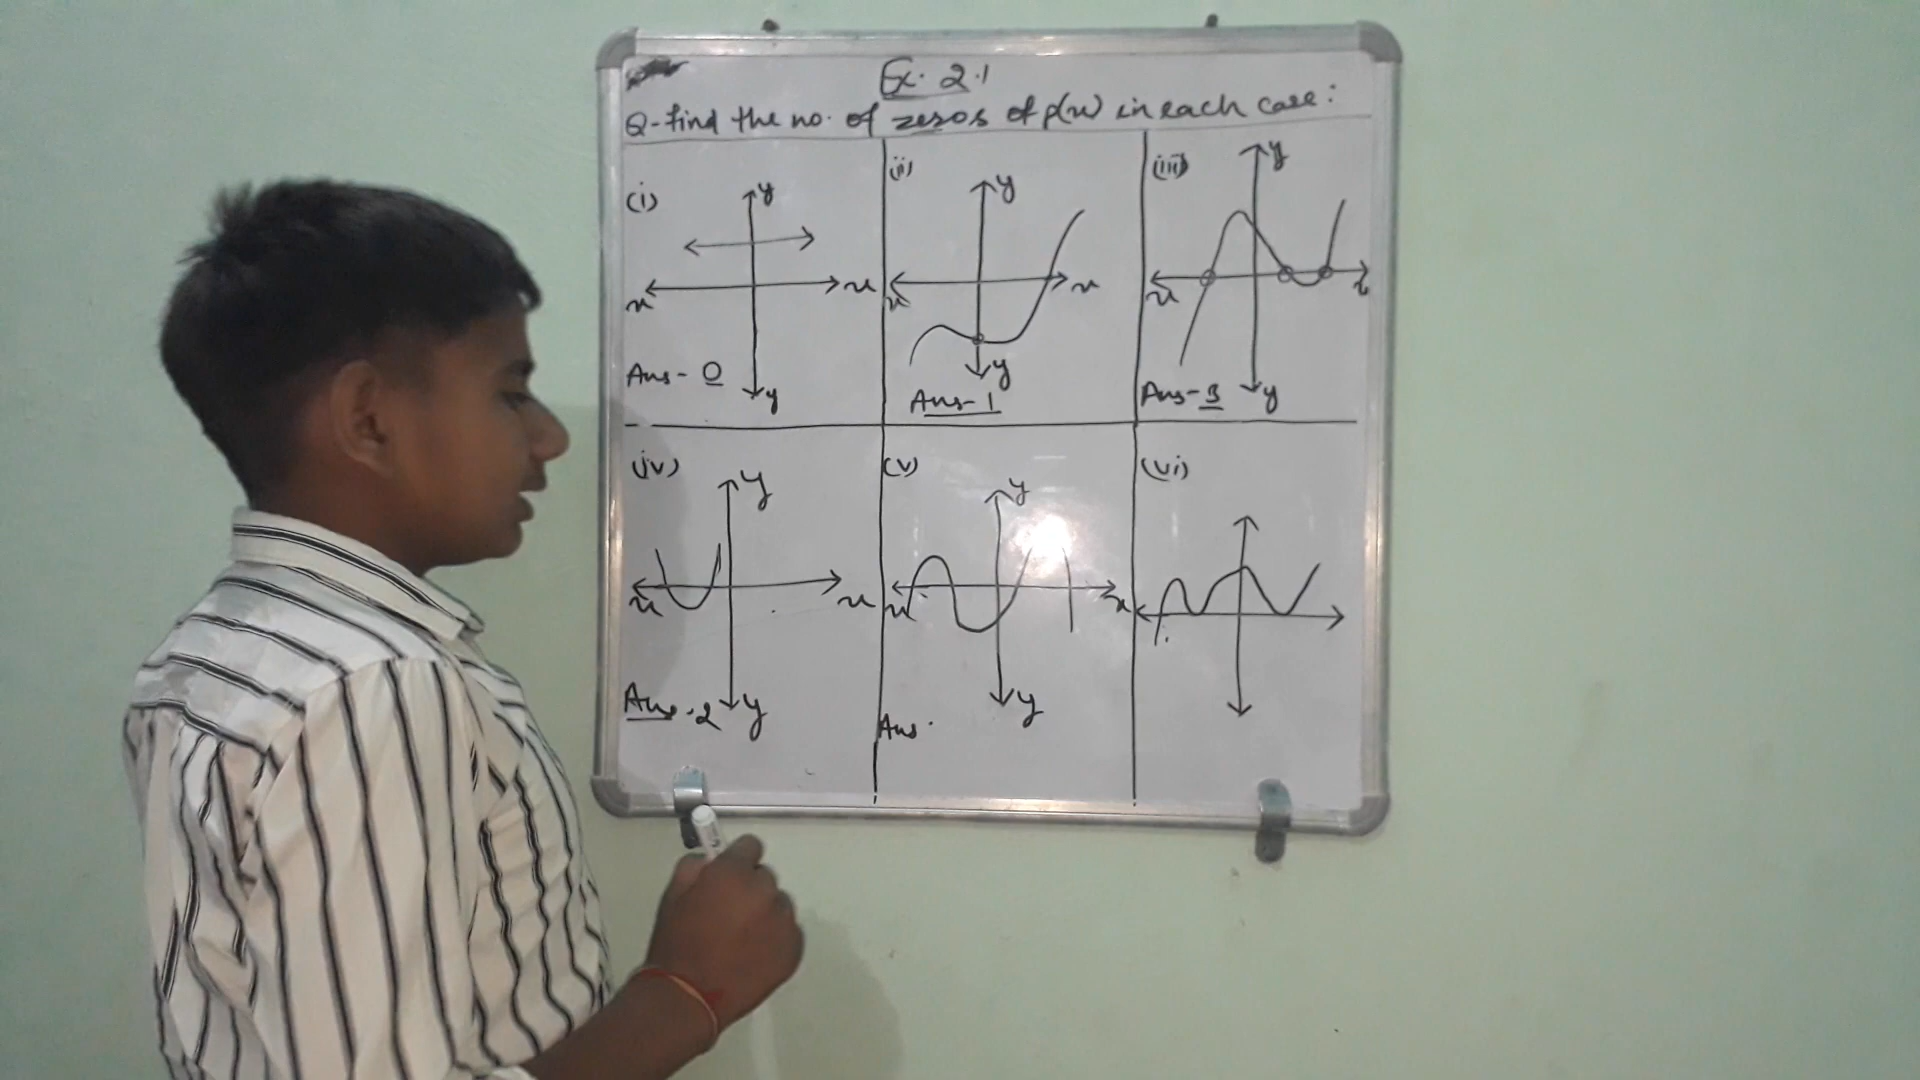 Ex. 2.1
Q-find the no. of zeros of p(x) in each case:
(i)
y
x
x
y
Ans- 0
(ii)
y
x
x
y
Ans-1
(iii)
y
x
x
y
Ans-3
(iv)
y
x
x
y
Ans.2
(v)
y
x
x
y
Ans.
(vi)